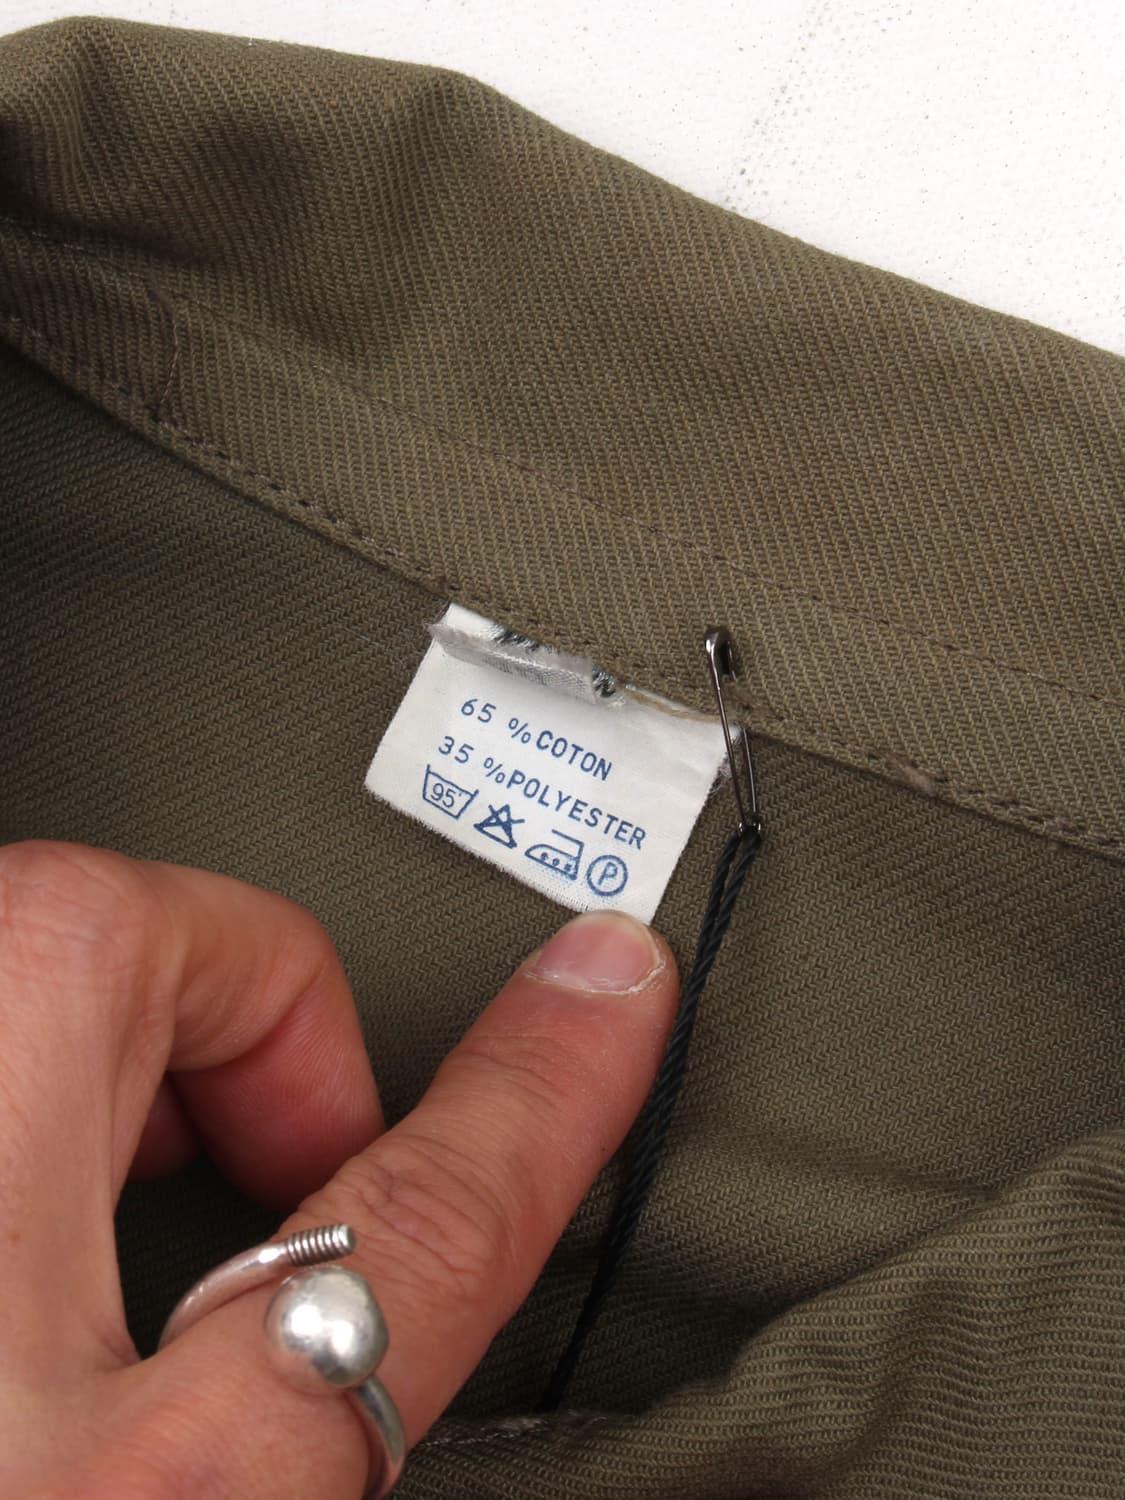 65 % COTON
35 % POLYESTER
95 P